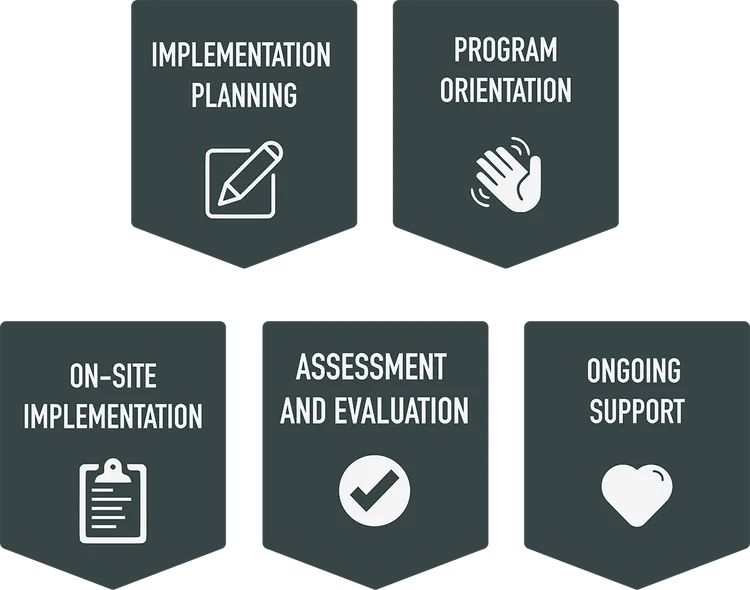 IMPLEMENTATION
PLANNING
PROGRAM
ORIENTATION
ON-SITE
IMPLEMENTATION
ASSESSMENT
AND EVALUATION
ONGOING
SUPPORT